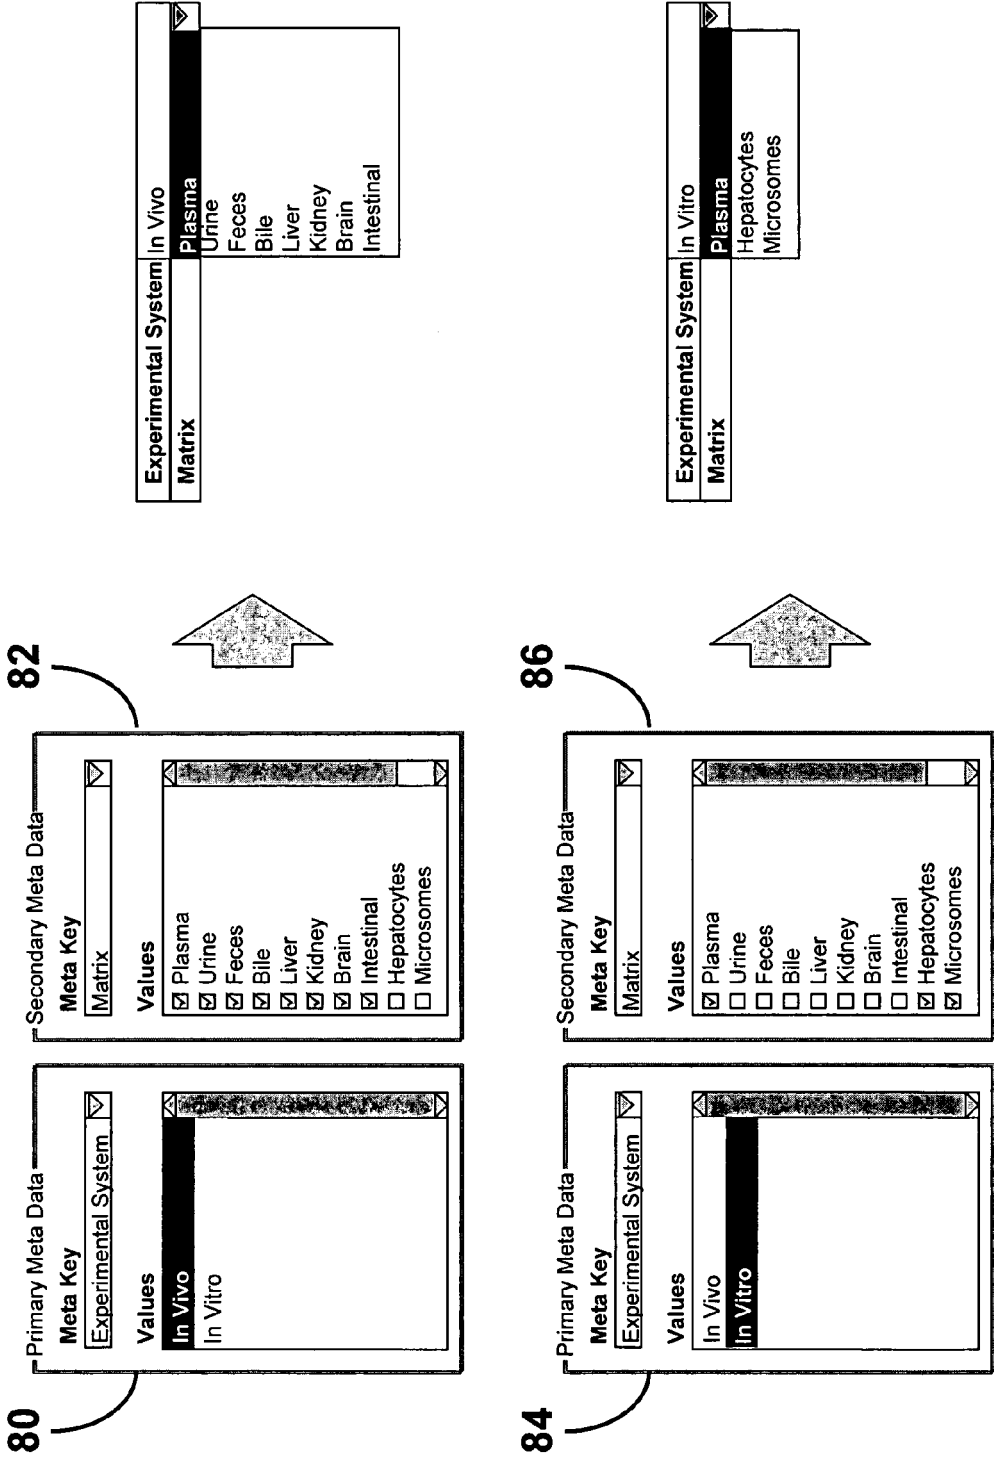 80
Primary Meta Data
Meta Key
Experimental System
Values
In Vivo
In Vitro
82
Secondary Meta Data
Meta Key
Matrix
Values
Plasma
Urine
Feces
Bile
Liver
Kidney
Brain
Intestinal
Hepatocytes
Microsomes
Experimental System In Vivo
Matrix Plasma
Urine
Feces
Bile
Liver
Kidney
Brain
Intestinal
84
Primary Meta Data
Meta Key
Experimental System
Values
In Vivo
In Vitro
86
Secondary Meta Data
Meta Key
Matrix
Values
Plasma
Urine
Feces
Bile
Liver
Kidney
Brain
Intestinal
Hepatocytes
Microsomes
Experimental System In Vitro
Matrix Plasma
Hepatocytes
Microsomes